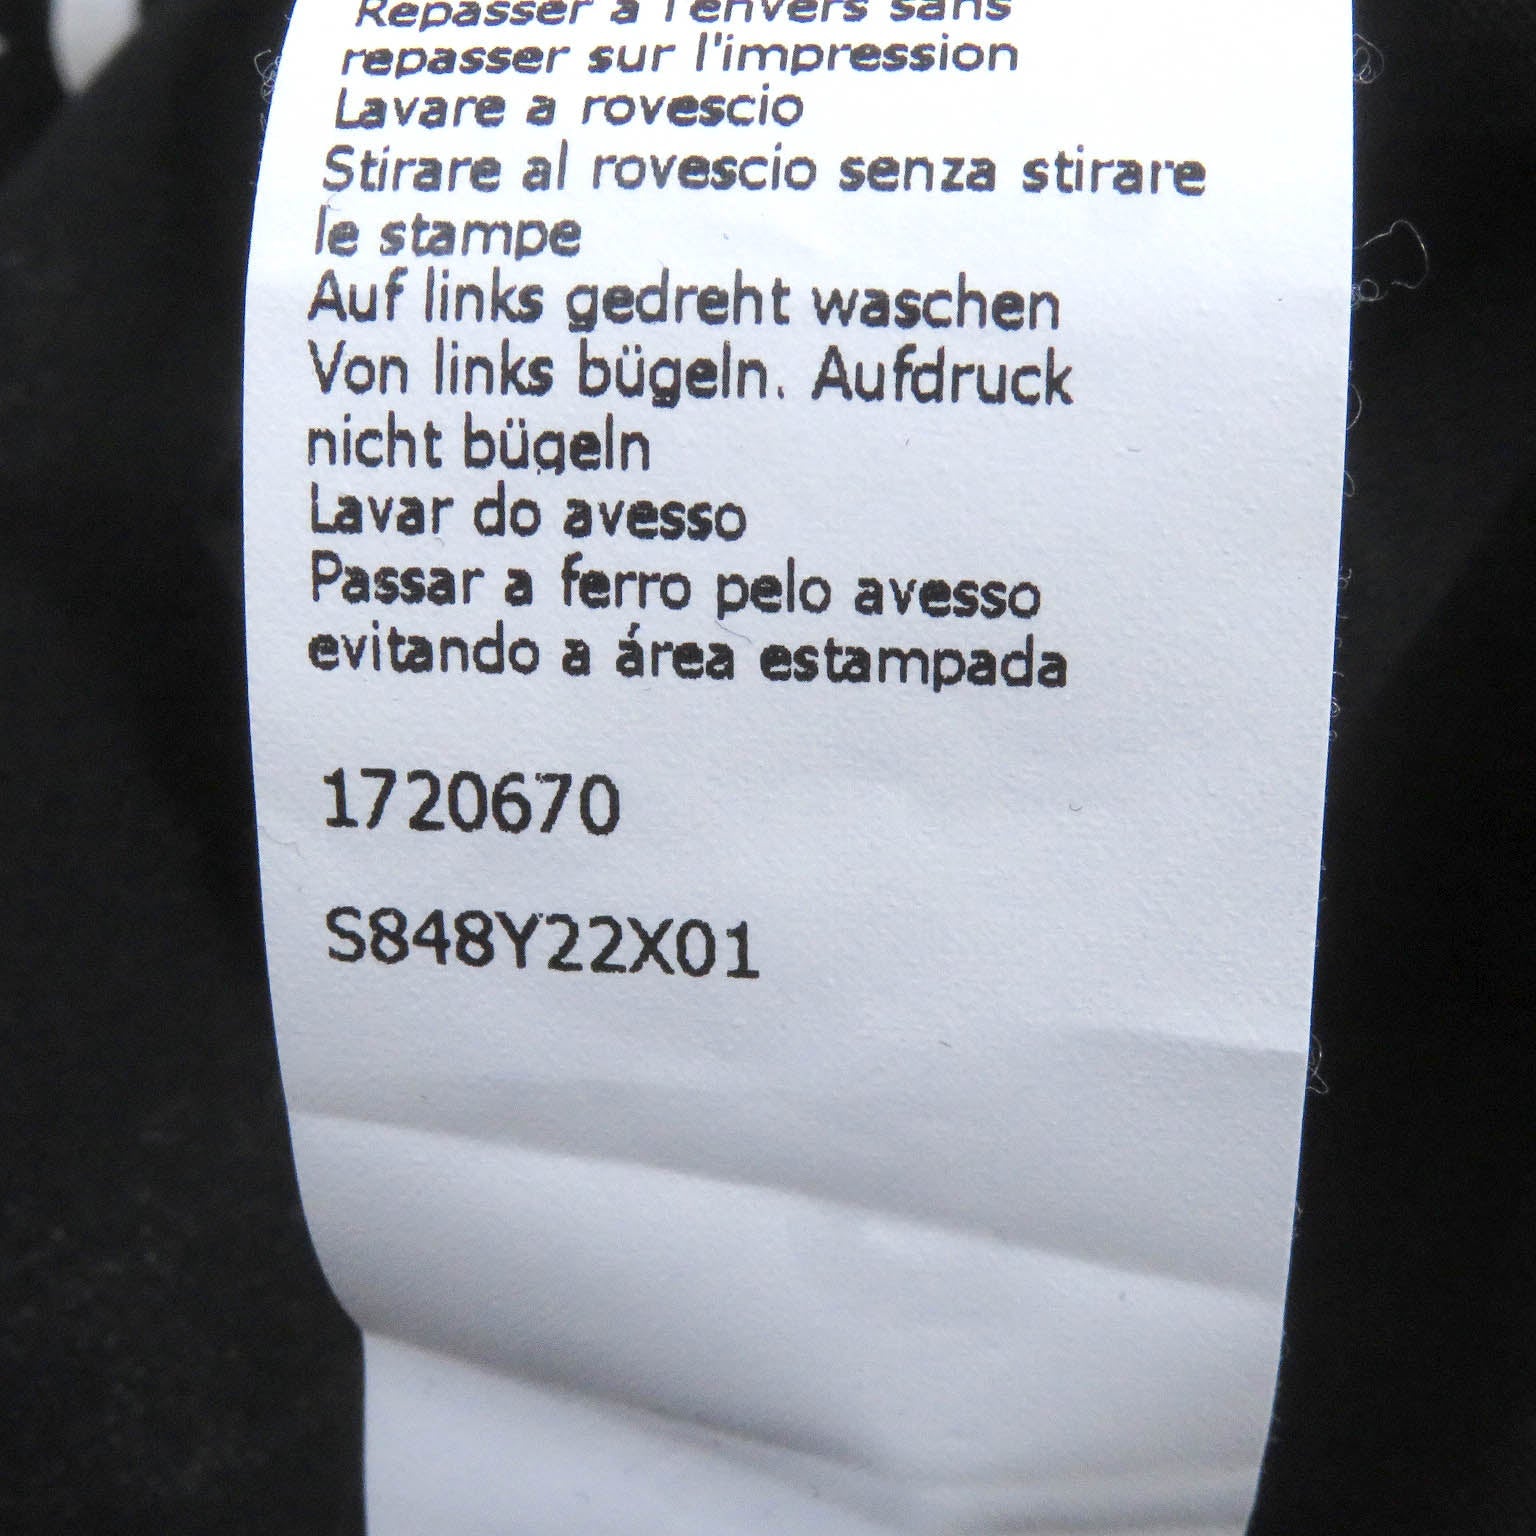 Repasser à l'envers sans
repasser sur l'impression
Lavare a rovescio
Stirare al rovescio senza stirare
le stampe
Auf links gedreht waschen
Von links bügeln. Aufdruck
nicht bügeln
Lavar do avesso
Passar a ferro pelo avesso
evitando a área estampada
1720670
S848Y22X01